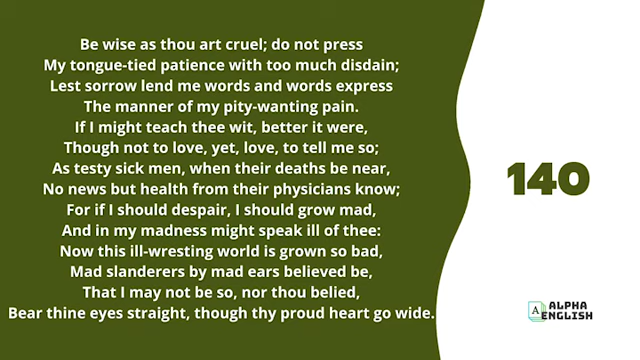 Be wise as thou art cruel; do not press
My tongue-tied patience with too much disdain;
Lest sorrow lend me words and words express
The manner of my pity-wanting pain.
If I might teach thee wit, better it were,
Though not to love, yet, love, to tell me so;
As testy sick men, when their deaths be near,
No news but health from their physicians know;
For if I should despair, I should grow mad,
And in my madness might speak ill of thee:
Now this ill-wresting world is grown so bad,
Mad slanderers by mad ears believed be,
That I may not be so, nor thou belied,
Bear thine eyes straight, though thy proud heart go wide.
140
A
ALPHA
ENGLISH